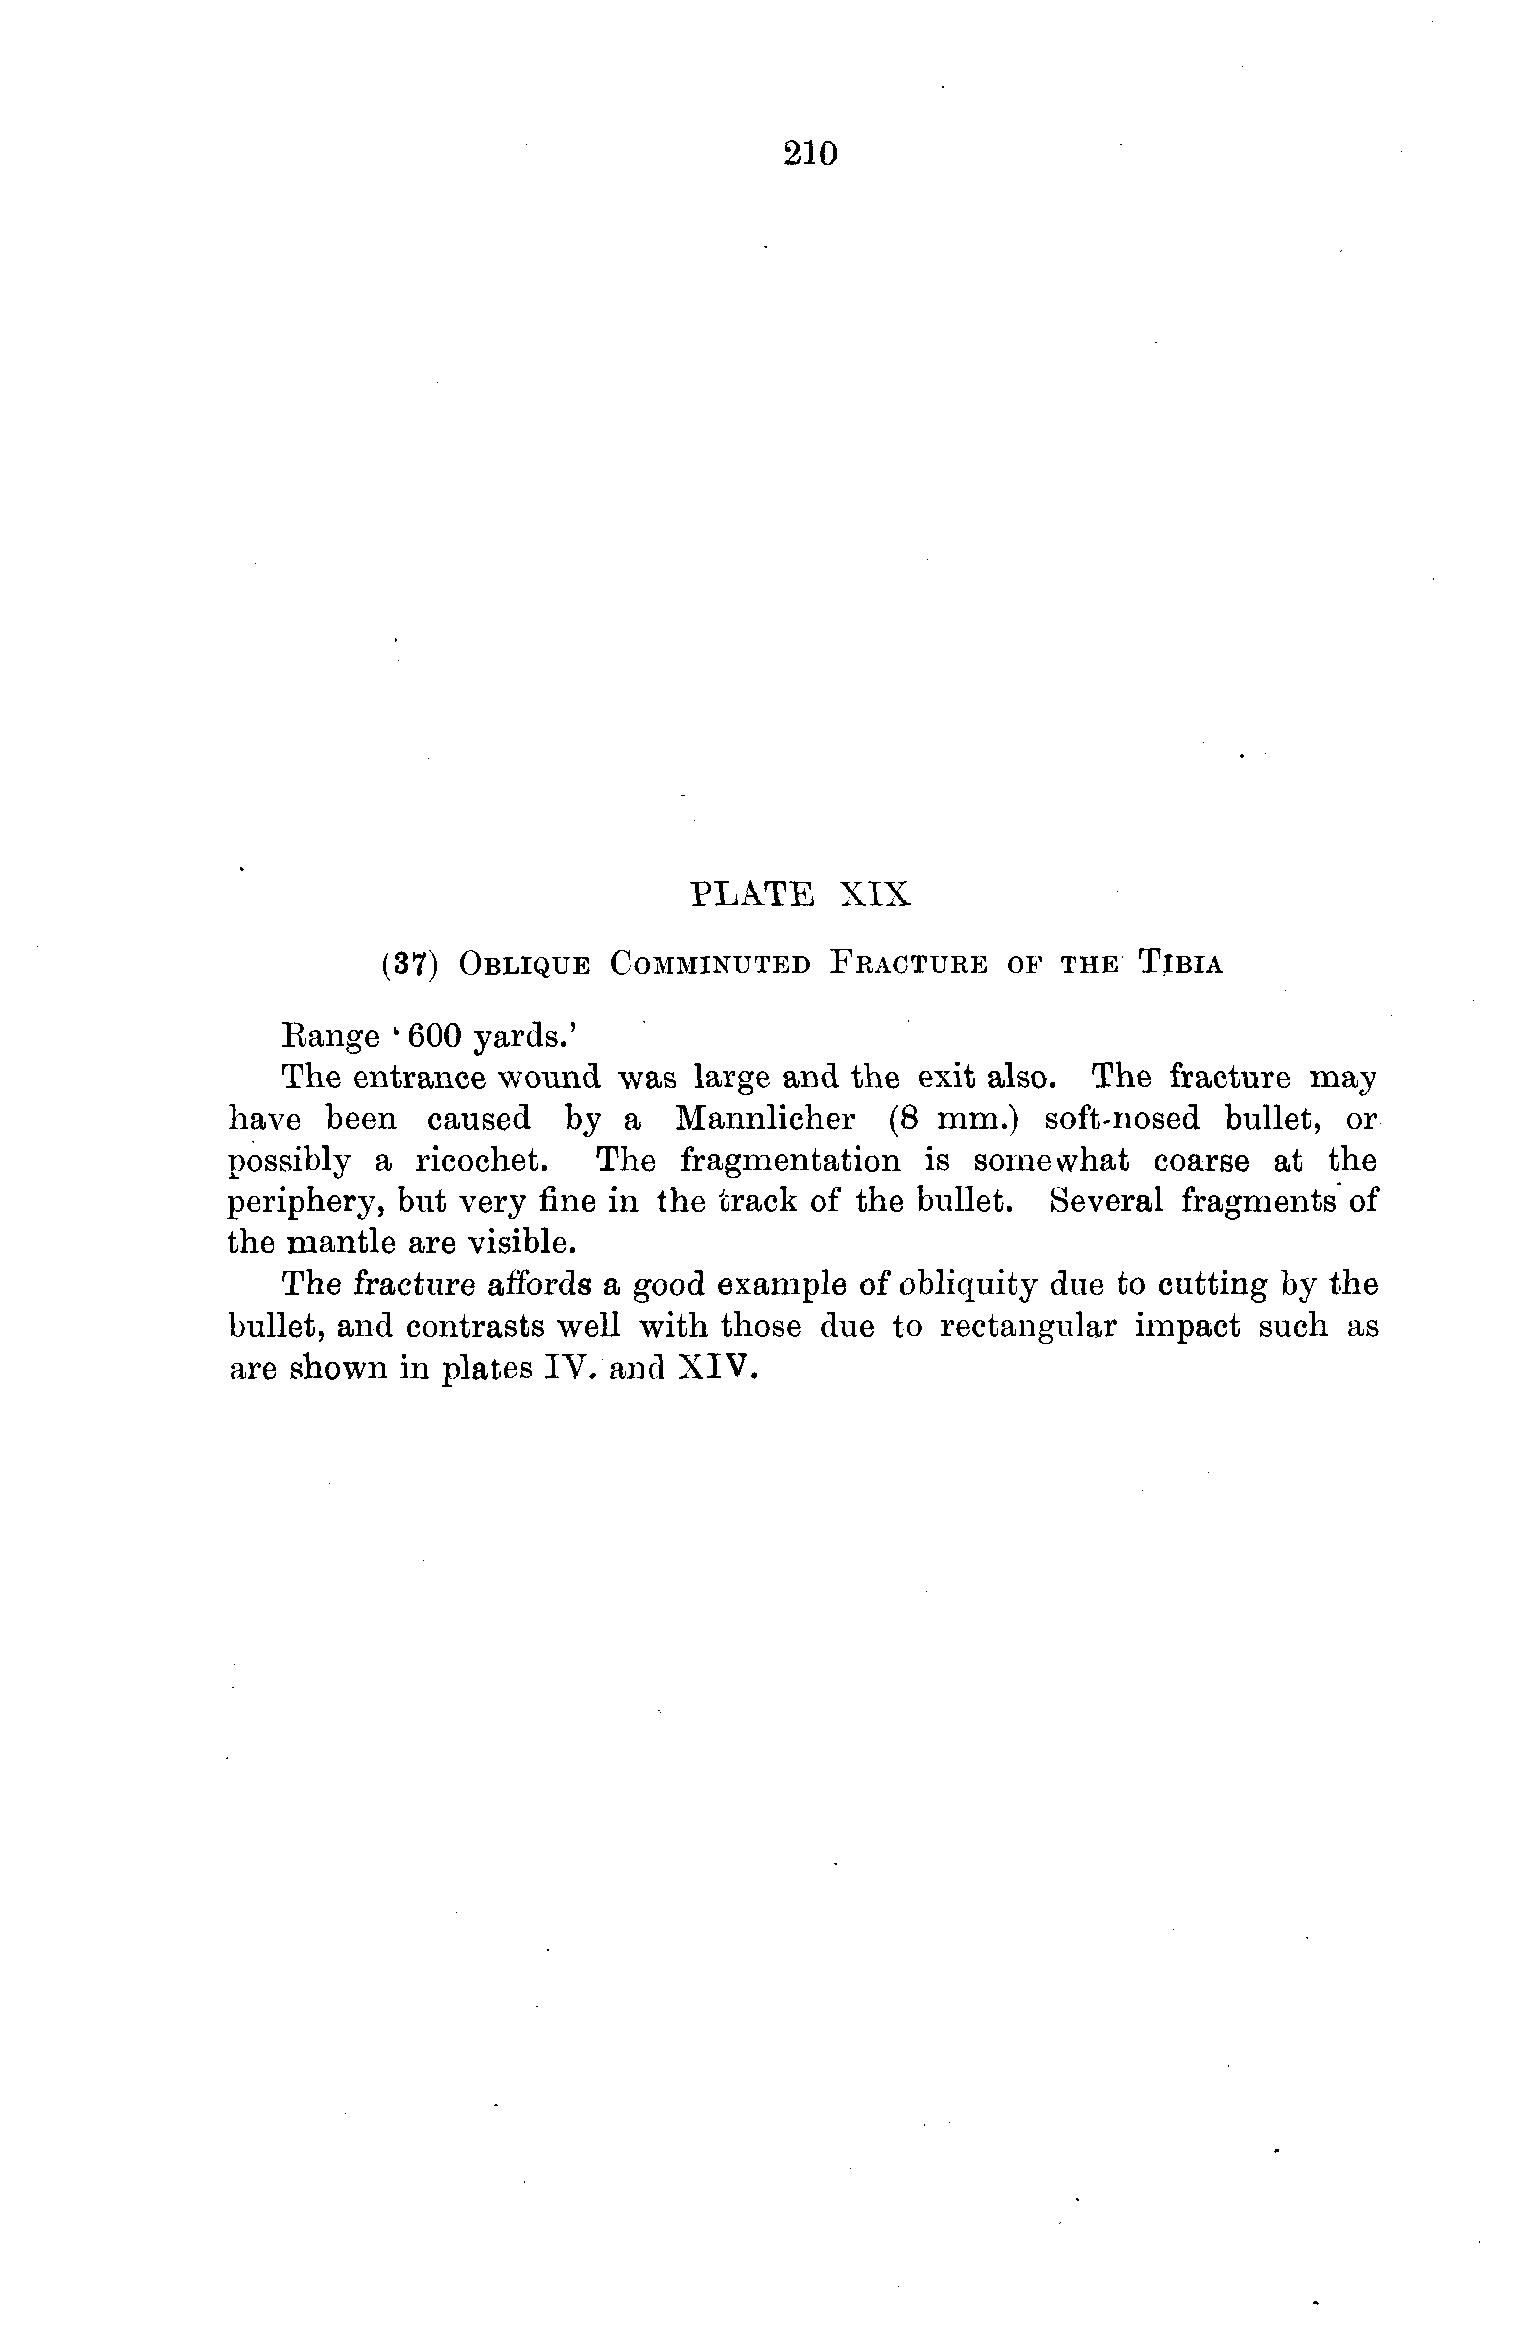 210
PLATE XIX
(37) OBLIQUE COMMINUTED FRACTURE OF THE TIBIA
Range ‘600 yards.’
The entrance wound was large and the exit also. The fracture may
have been caused by a Mannlicher (8 mm.) soft-nosed bullet, or
possibly a ricochet. The fragmentation is somewhat coarse at the
periphery, but very fine in the track of the bullet. Several fragments of
the mantle are visible.
The fracture affords a good example of obliquity due to cutting by the
bullet, and contrasts well with those due to rectangular impact such as
are shown in plates IV. and XIV.